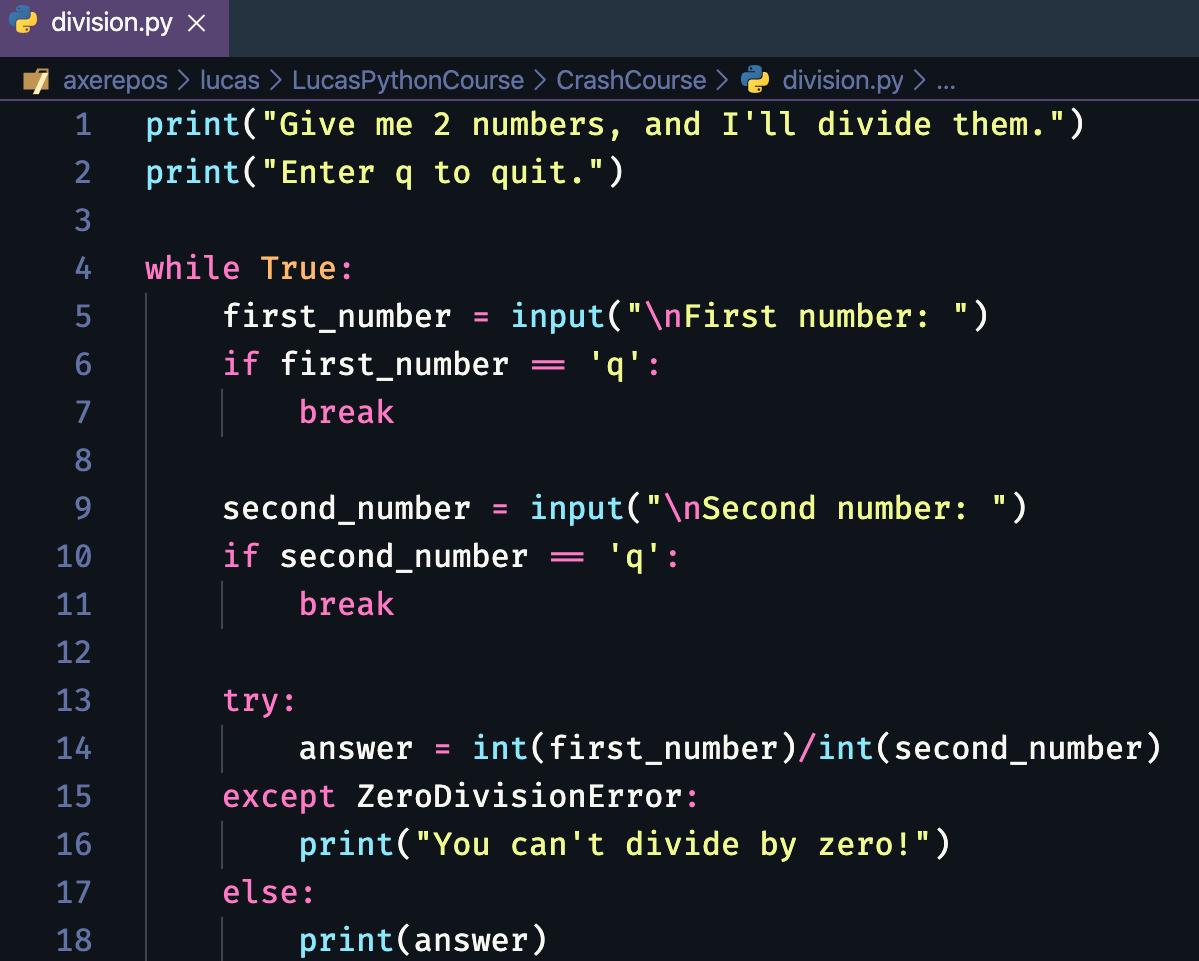 division.py ×
axerepos > lucas > LucasPythonCourse > CrashCourse > division.py > ...
1 print("Give me 2 numbers, and I'll divide them.")
2 print("Enter q to quit.")
3
4 while True:
5     first_number = input("\nFirst number: ")
6     if first_number == 'q':
7         break
8
9     second_number = input("\nSecond number: ")
10     if second_number == 'q':
11         break
12
13     try:
14         answer = int(first_number)/int(second_number)
15     except ZeroDivisionError:
16         print("You can't divide by zero!")
17     else:
18         print(answer)